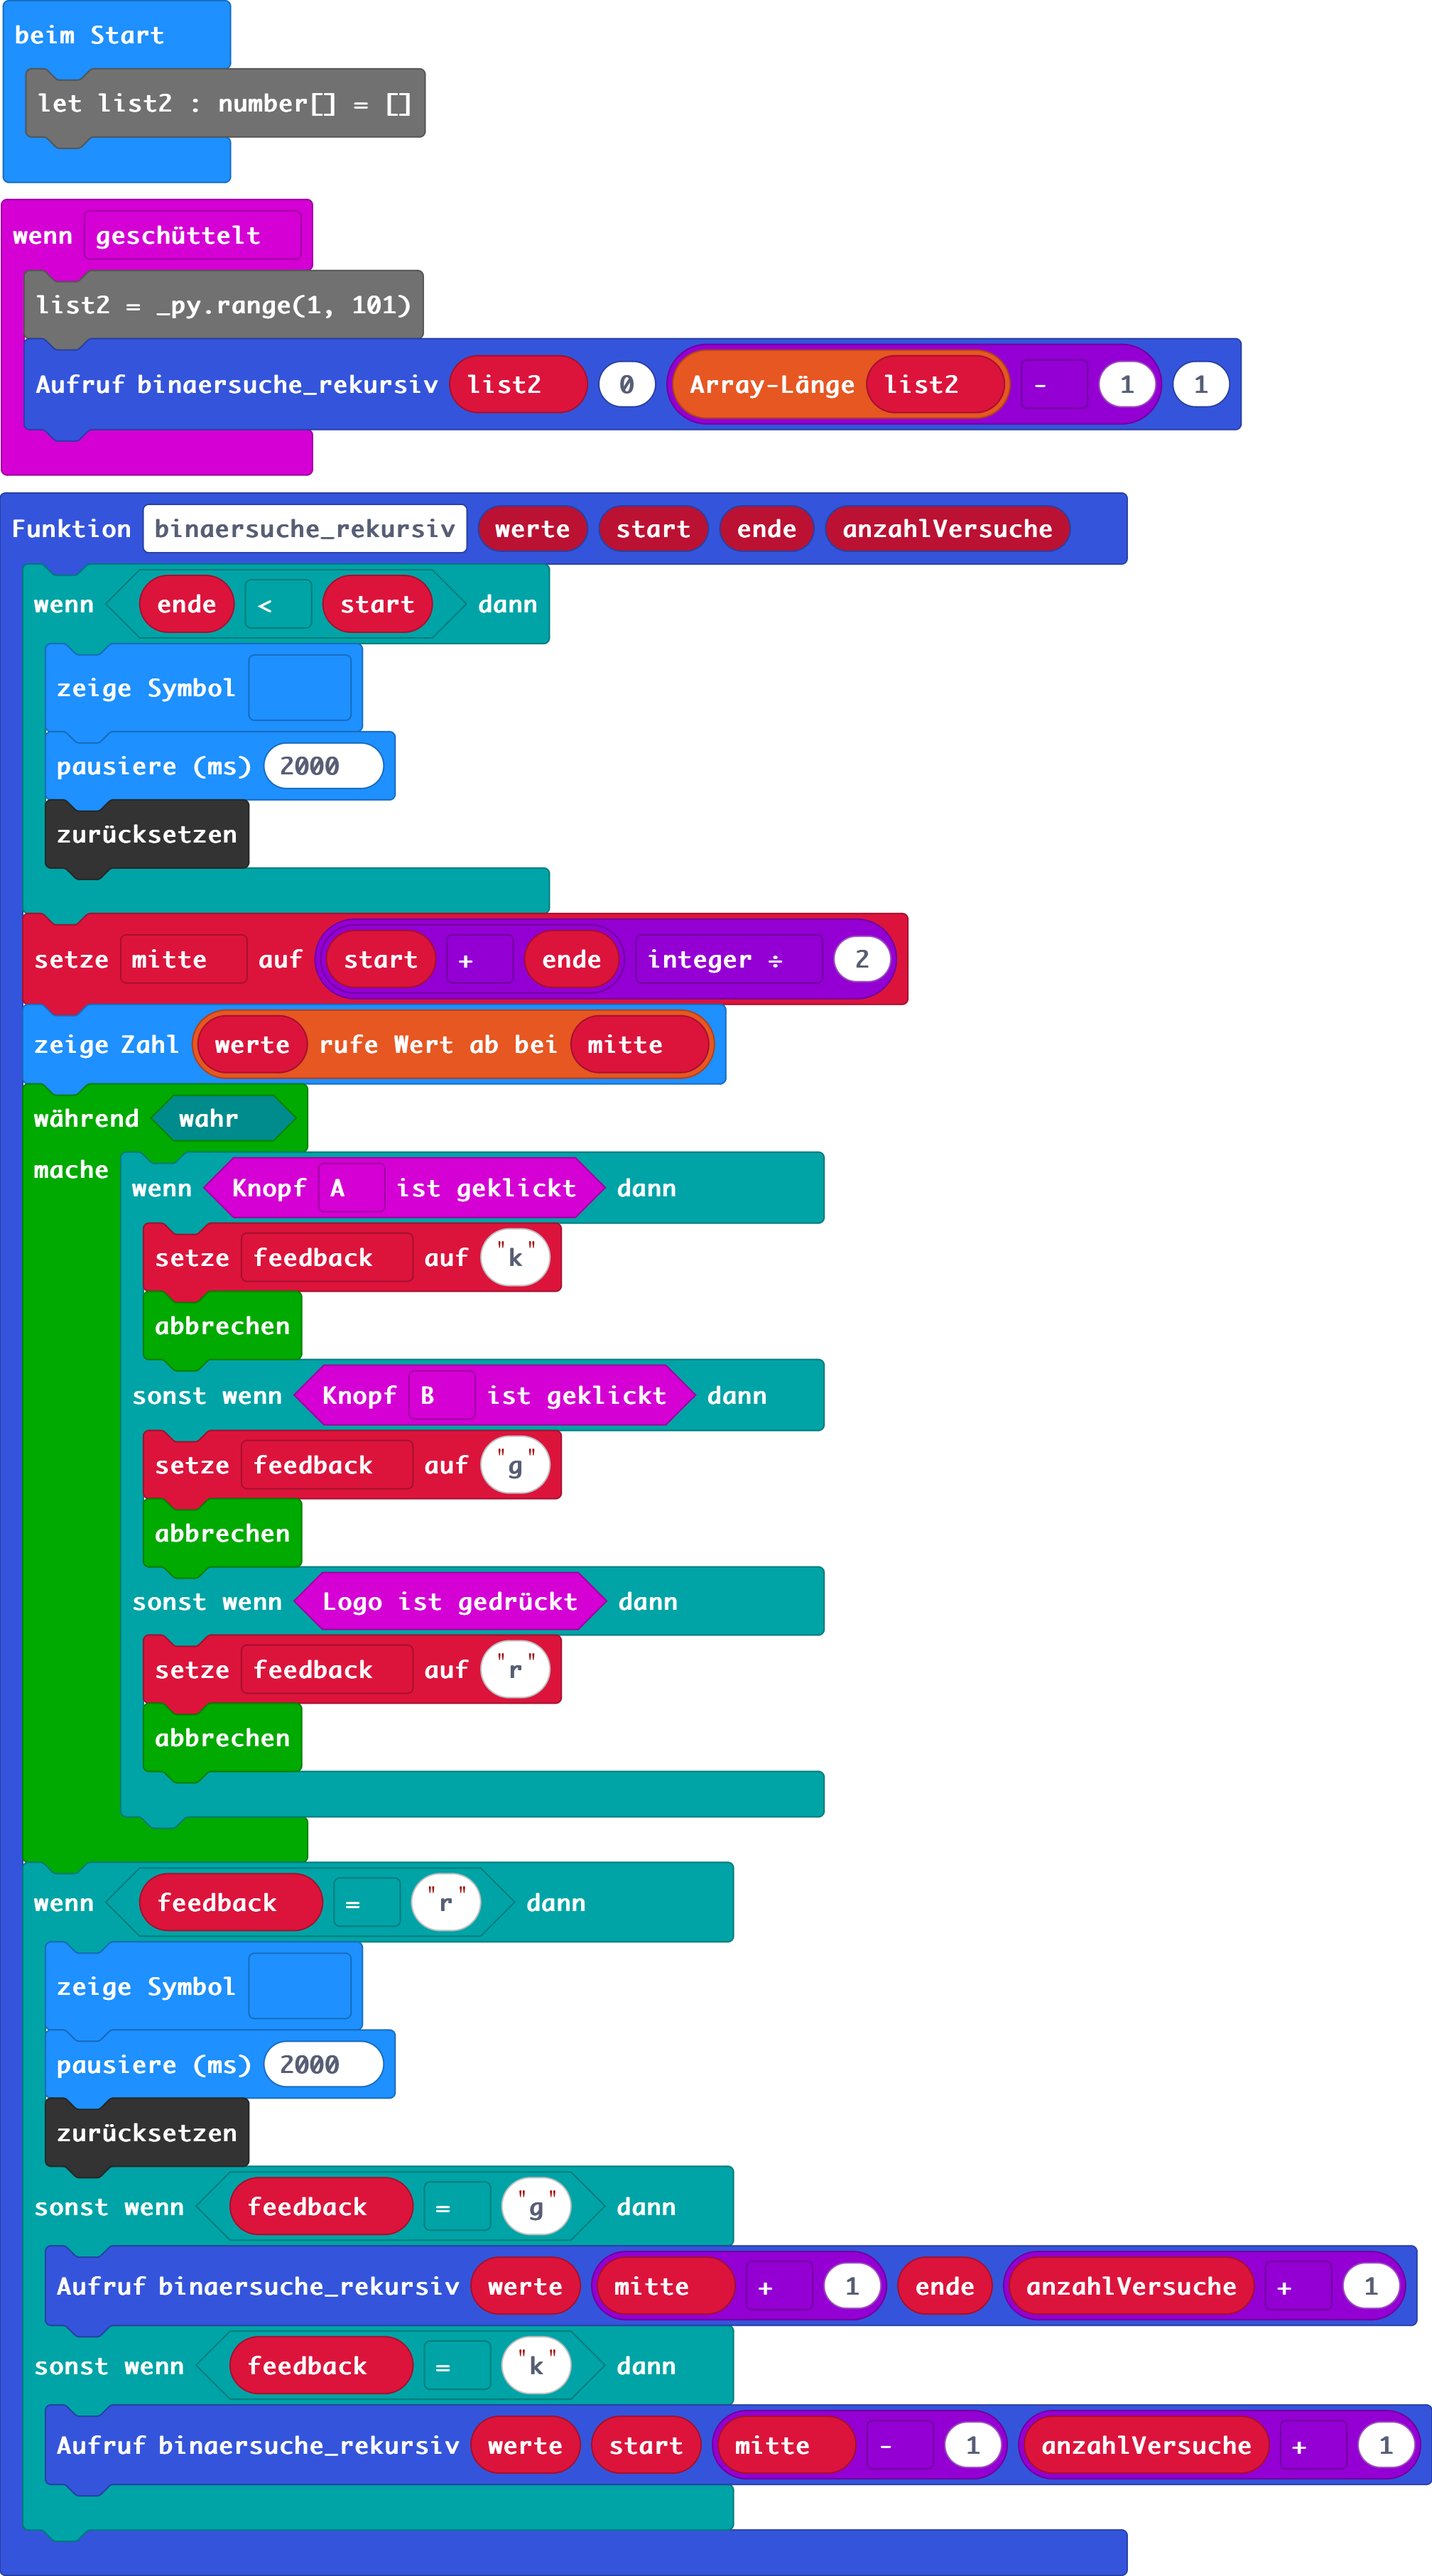 beim Start
let list2 : number[] = []
wenn geschüttelt
list2 = _py.range(1, 101)
Aufruf binaersuche_rekursiv list2 0 Array-Länge list2 - 1 1
Funktion binaersuche_rekursiv werte start ende anzahlVersuche
wenn ende < start dann
zeige Symbol
pausiere (ms) 2000
zurücksetzen
setze mitte auf start + ende integer ÷ 2
zeige Zahl werte rufe Wert ab bei mitte
während wahr
mache
wenn Knopf A ist geklickt dann
setze feedback auf "k"
abbrechen
sonst wenn Knopf B ist geklickt dann
setze feedback auf "g"
abbrechen
sonst wenn Logo ist gedrückt dann
setze feedback auf "r"
abbrechen
wenn feedback = "r" dann
zeige Symbol
pausiere (ms) 2000
zurücksetzen
sonst wenn feedback = "g" dann
Aufruf binaersuche_rekursiv werte mitte + 1 ende anzahlVersuche + 1
sonst wenn feedback = "k" dann
Aufruf binaersuche_rekursiv werte start mitte - 1 anzahlVersuche + 1